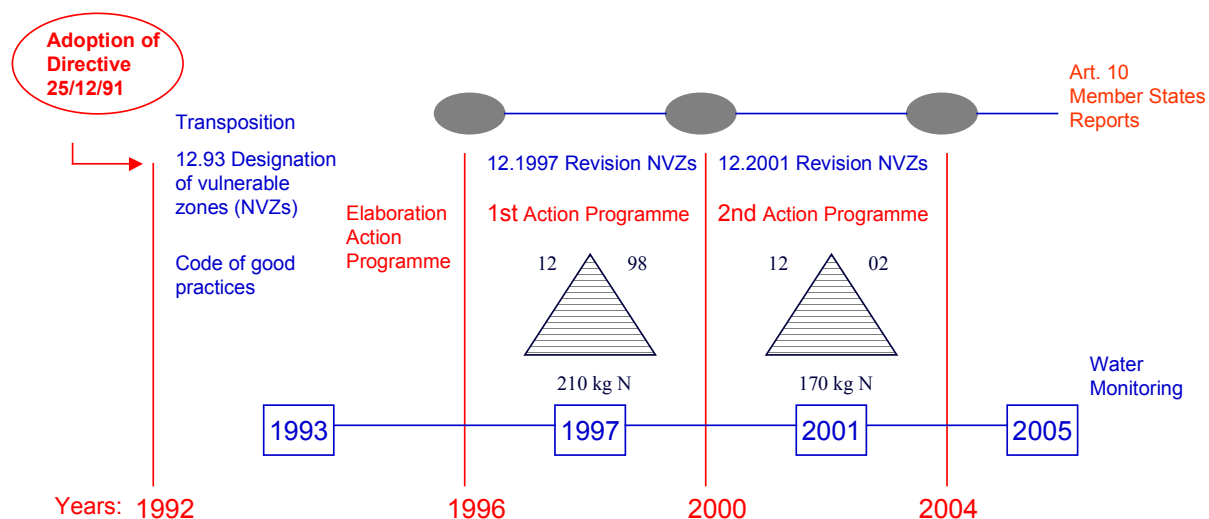 Adoption of
Directive
25/12/91
Art. 10
Member States
Reports
Transposition
12.93 Designation
of vulnerable
zones (NVZs)
Code of good
practices
Elaboration
Action
Programme
12.1997 Revision NVZs
12.2001 Revision NVZs
1st Action Programme
2nd Action Programme
12 98
12 02
210 kg N
170 kg N
Water
Monitoring
1993
1997
2001
2005
Years: 1992 1996 2000 2004